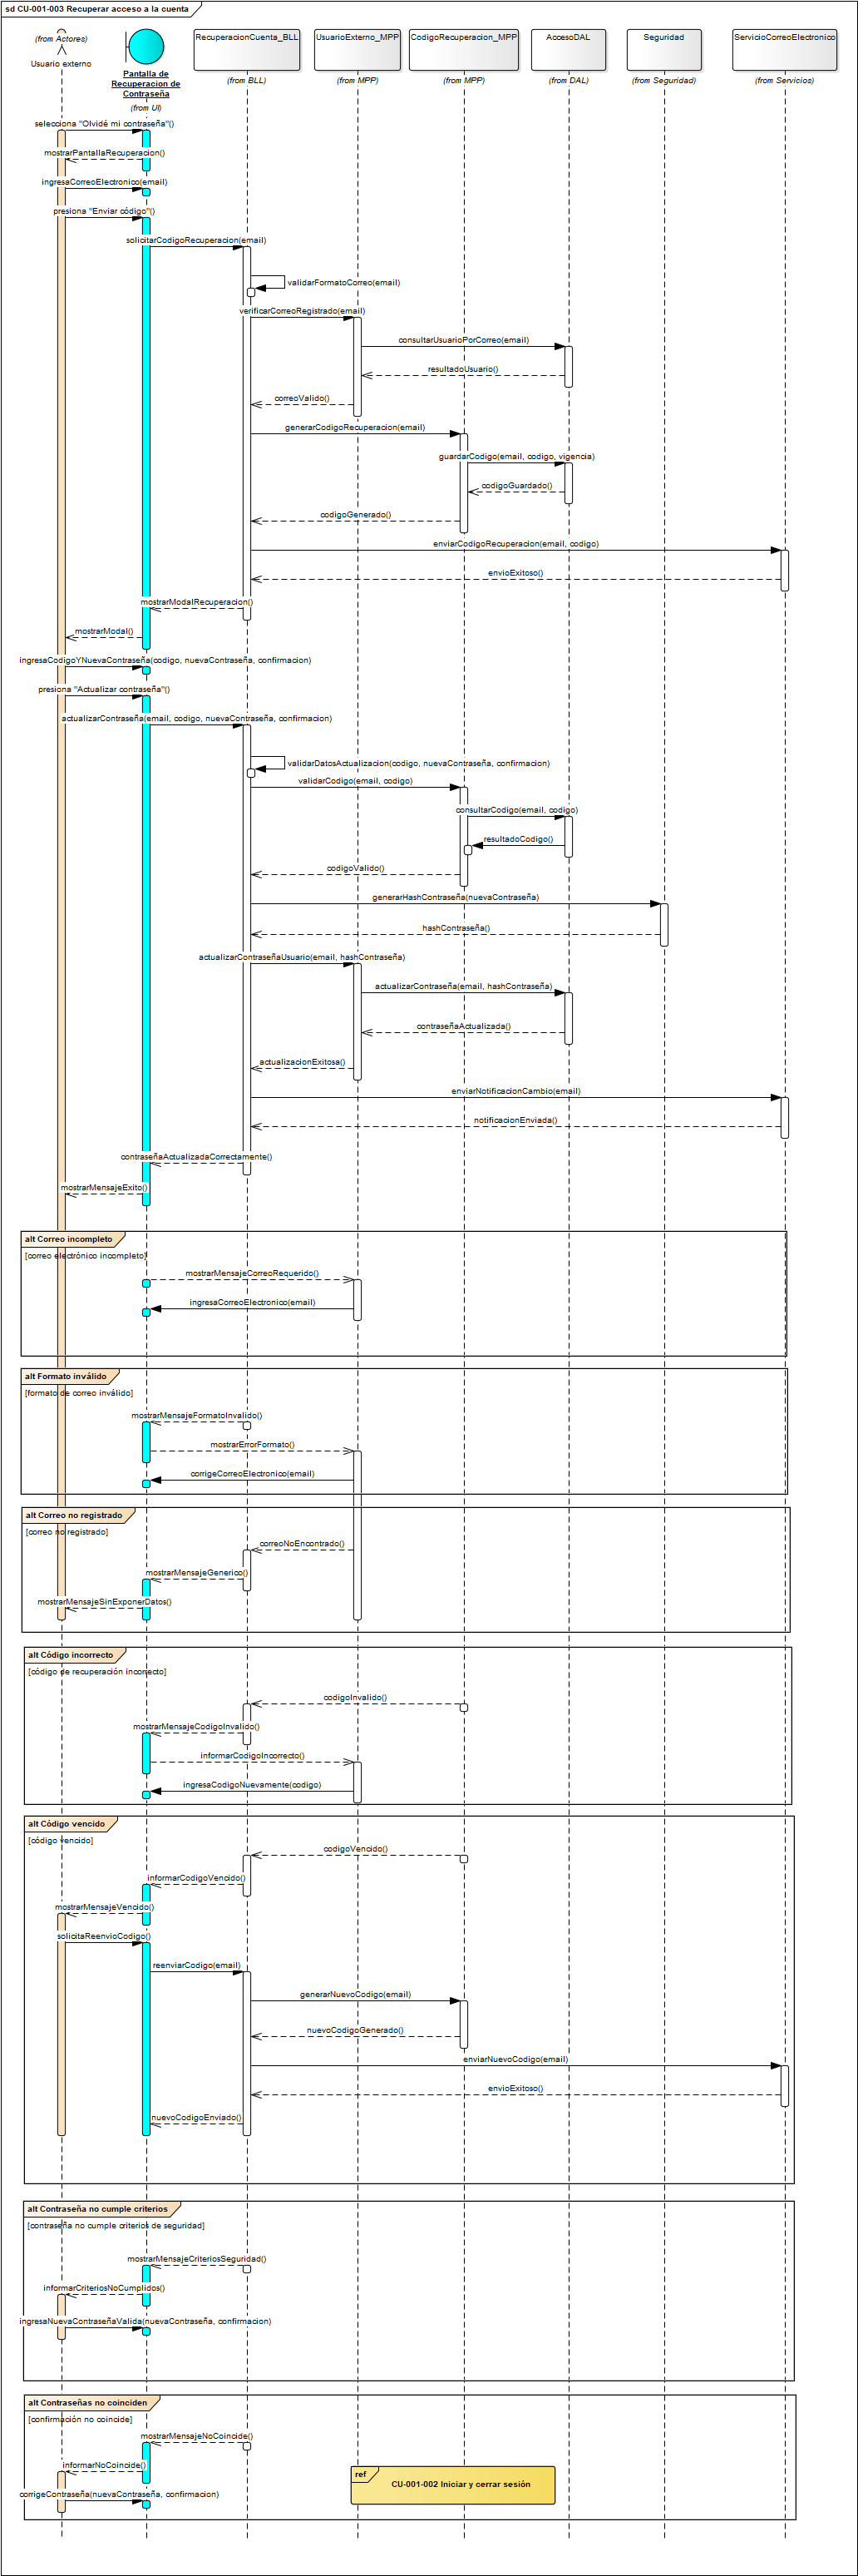 sd CU-001-003 Recuperar acceso a la cuenta
(from Actores)
Usuario externo
Pantalla de
Recuperacion de
Contraseña
(from UI)
RecuperacionCuenta_BLL
(from BLL)
UsuarioExterno_MPP
(from MPP)
CodigoRecuperacion_MPP
(from MPP)
AccesoDAL
(from DAL)
Seguridad
(from Seguridad)
ServicioCorreoElectronico
(from Servicios)
selecciona "Olvidé mi contraseña"()
mostrarPantallaRecuperacion()
ingresaCorreoElectronico(email)
presiona "Enviar código"()
solicitarCodigoRecuperacion(email)
validarFormatoCorreo(email)
verificarCorreoRegistrado(email)
consultarUsuarioPorCorreo(email)
resultadoUsuario()
correoValido()
generarCodigoRecuperacion(email)
guardarCodigo(email, codigo, vigencia)
codigoGuardado()
codigoGenerado()
enviarCodigoRecuperacion(email, codigo)
envioExitoso()
mostrarModalRecuperacion()
mostrarModal()
ingresaCodigoYNuevaContraseña(codigo, nuevaContraseña, confirmacion)
presiona "Actualizar contraseña"()
actualizarContraseña(email, codigo, nuevaContraseña, confirmacion)
validarDatosActualizacion(codigo, nuevaContraseña, confirmacion)
validarCodigo(email, codigo)
consultarCodigo(email, codigo)
resultadoCodigo()
codigoValido()
generarHashContraseña(nuevaContraseña)
hashContraseña()
actualizarContraseñaUsuario(email, hashContraseña)
actualizarContraseña(email, hashContraseña)
contraseñaActualizada()
actualizacionExitosa()
enviarNotificacionCambio(email)
notificacionEnviada()
contraseñaActualizadaCorrectamente()
mostrarMensajeExito()
alt Correo incompleto
[correo electrónico incompleto]
mostrarMensajeCorreoRequerido()
ingresaCorreoElectronico(email)
alt Formato inválido
[formato de correo inválido]
mostrarMensajeFormatoInvalido()
mostrarErrorFormato()
corrigeCorreoElectronico(email)
alt Correo no registrado
[correo no registrado]
correoNoEncontrado()
mostrarMensajeGenerico()
mostrarMensajeSinExponerDatos()
alt Código incorrecto
[código de recuperación incorrecto]
codigoInvalido()
mostrarMensajeCodigoInvalido()
informarCodigoIncorrecto()
ingresaCodigoNuevamente(codigo)
alt Código vencido
[código vencido]
codigoVencido()
informarCodigoVencido()
mostrarMensajeVencido()
solicitaReenvioCodigo()
reenviarCodigo(email)
generarNuevoCodigo(email)
nuevoCodigoGenerado()
enviarNuevoCodigo(email)
envioExitoso()
nuevoCodigoEnviado()
alt Contraseña no cumple criterios
[contraseña no cumple criterios de seguridad]
mostrarMensajeCriteriosSeguridad()
informarCriteriosNoCumplidos()
ingresaNuevaContraseñaValida(nuevaContraseña, confirmacion)
alt Contraseñas no coinciden
[confirmación no coincide]
mostrarMensajeNoCoincide()
informarNoCoincide()
corrigeContraseña(nuevaContraseña, confirmacion)
ref
CU-001-002 Iniciar y cerrar sesión